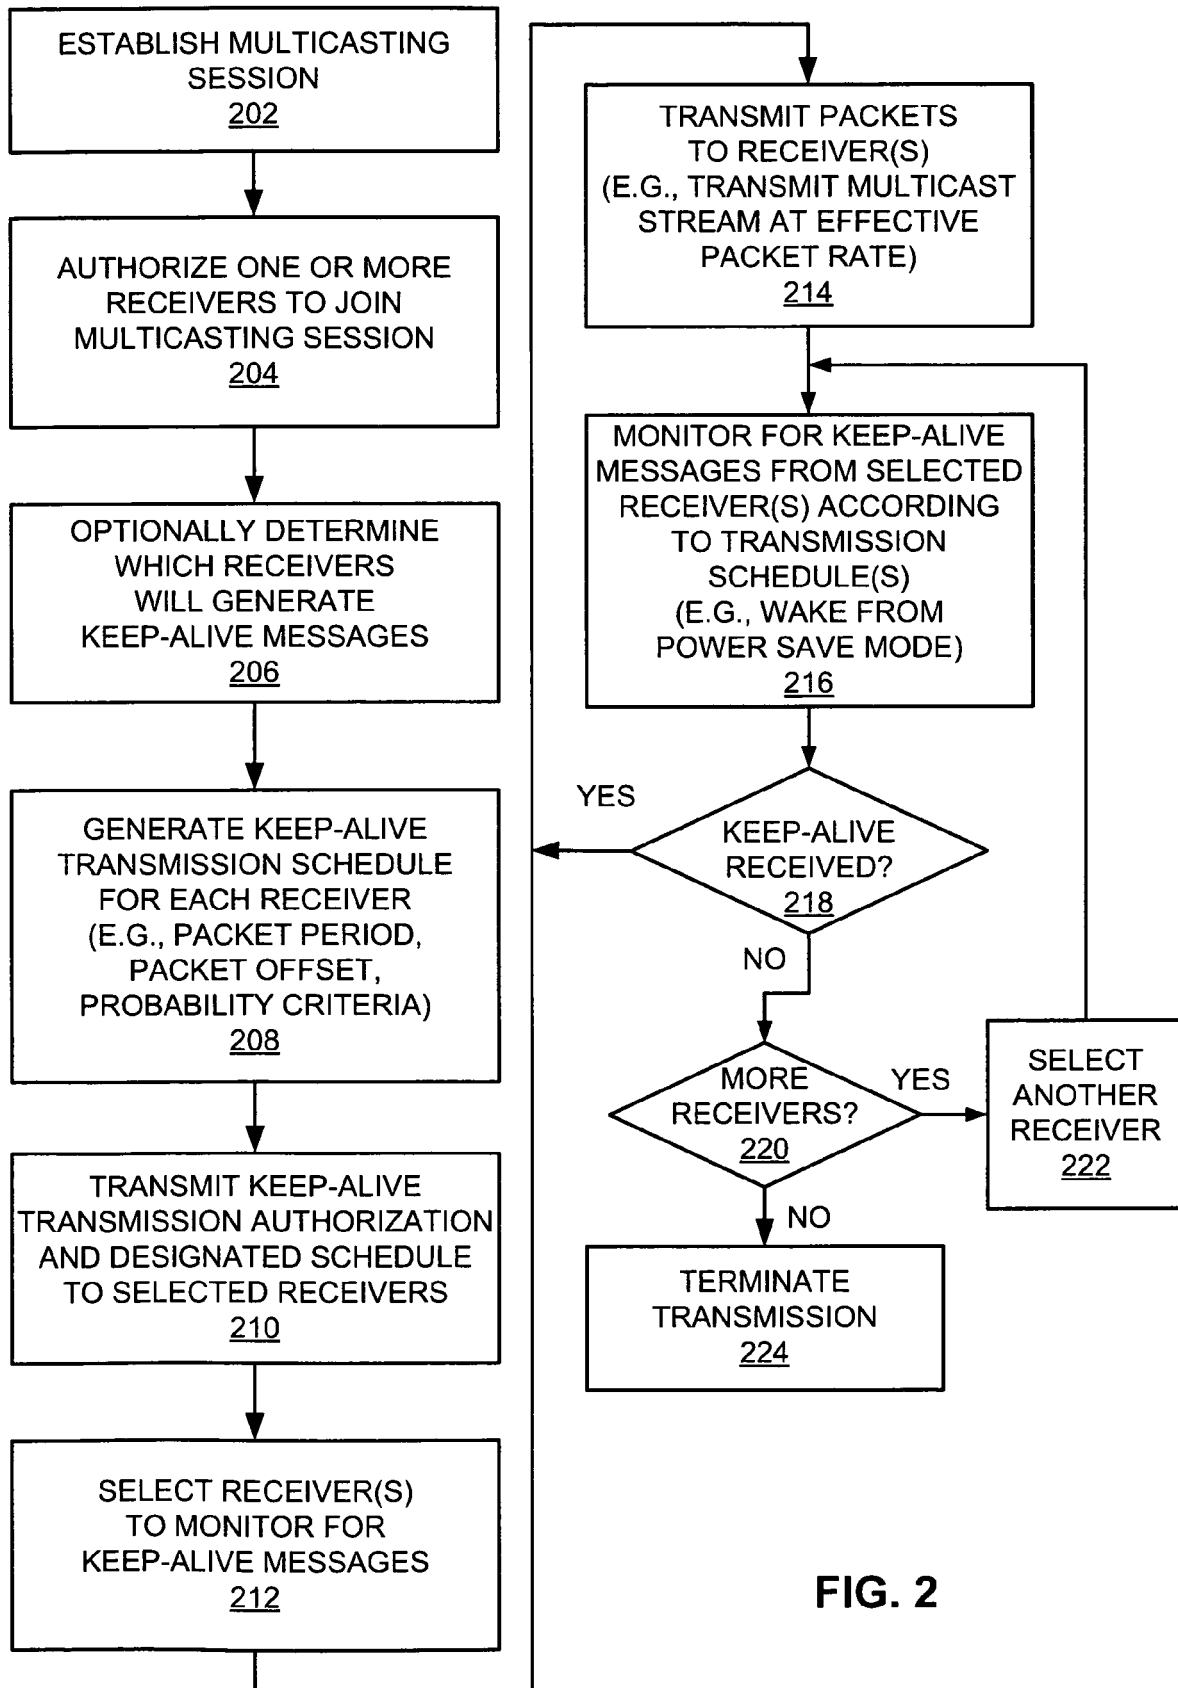 ESTABLISH MULTICASTING
SESSION
202
AUTHORIZE ONE OR MORE
RECEIVERS TO JOIN
MULTICASTING SESSION
204
OPTIONALLY DETERMINE
WHICH RECEIVERS
WILL GENERATE
KEEP-ALIVE MESSAGES
206
GENERATE KEEP-ALIVE
TRANSMISSION SCHEDULE
FOR EACH RECEIVER
(E.G., PACKET PERIOD,
PACKET OFFSET,
PROBABILITY CRITERIA)
208
TRANSMIT KEEP-ALIVE
TRANSMISSION AUTHORIZATION
AND DESIGNATED SCHEDULE
TO SELECTED RECEIVERS
210
SELECT RECEIVER(S)
TO MONITOR FOR
KEEP-ALIVE MESSAGES
212
TRANSMIT PACKETS
TO RECEIVER(S)
(E.G., TRANSMIT MULTICAST
STREAM AT EFFECTIVE
PACKET RATE)
214
MONITOR FOR KEEP-ALIVE
MESSAGES FROM SELECTED
RECEIVER(S) ACCORDING
TO TRANSMISSION
SCHEDULE(S)
(E.G., WAKE FROM
POWER SAVE MODE)
216
YES
KEEP-ALIVE
RECEIVED?
218
NO
MORE
RECEIVERS?
220
YES
SELECT
ANOTHER
RECEIVER
222
NO
TERMINATE
TRANSMISSION
224
FIG. 2